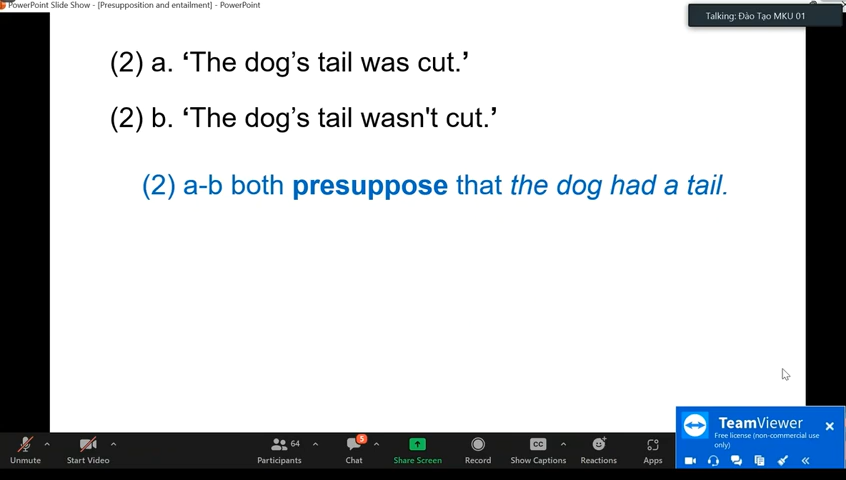 PowerPoint Slide Show - [Presupposition and entailment] - PowerPoint
Talking: Đào Tạo MKU 01
(2) a. ‘The dog’s tail was cut.’
(2) b. ‘The dog’s tail wasn't cut.’
(2) a-b both presuppose that the dog had a tail.
TeamViewer
Free license (non-commercial use
only)
64
5
CC
Unmute
Start Video
Participants
Chat
Share Screen
Record
Show Captions
Reactions
Apps